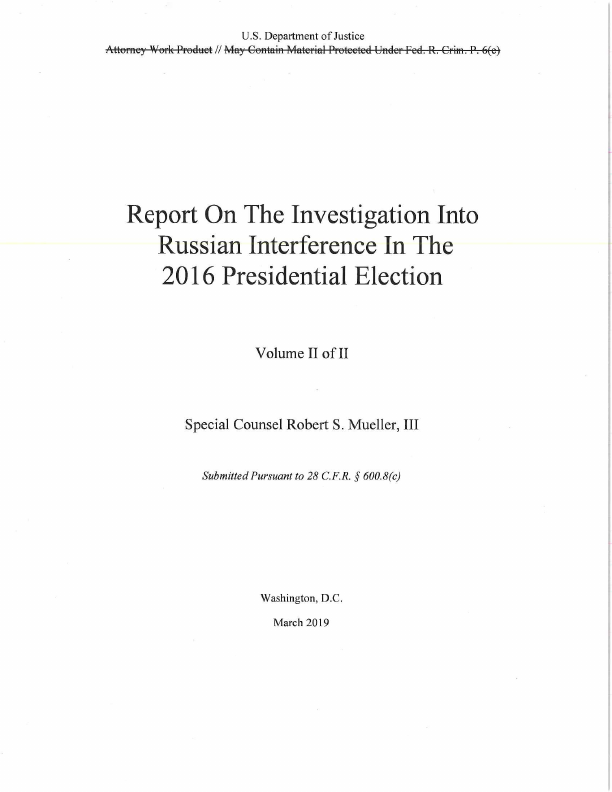 U.S. Department of Justice
Attorney Work Product // May Contain Material Protected Under Fed. R. Crim. P. 6(e)
Report On The Investigation Into
Russian Interference In The
2016 Presidential Election
Volume II of II
Special Counsel Robert S. Mueller, III
Submitted Pursuant to 28 C.F.R. § 600.8(c)
Washington, D.C.
March 2019